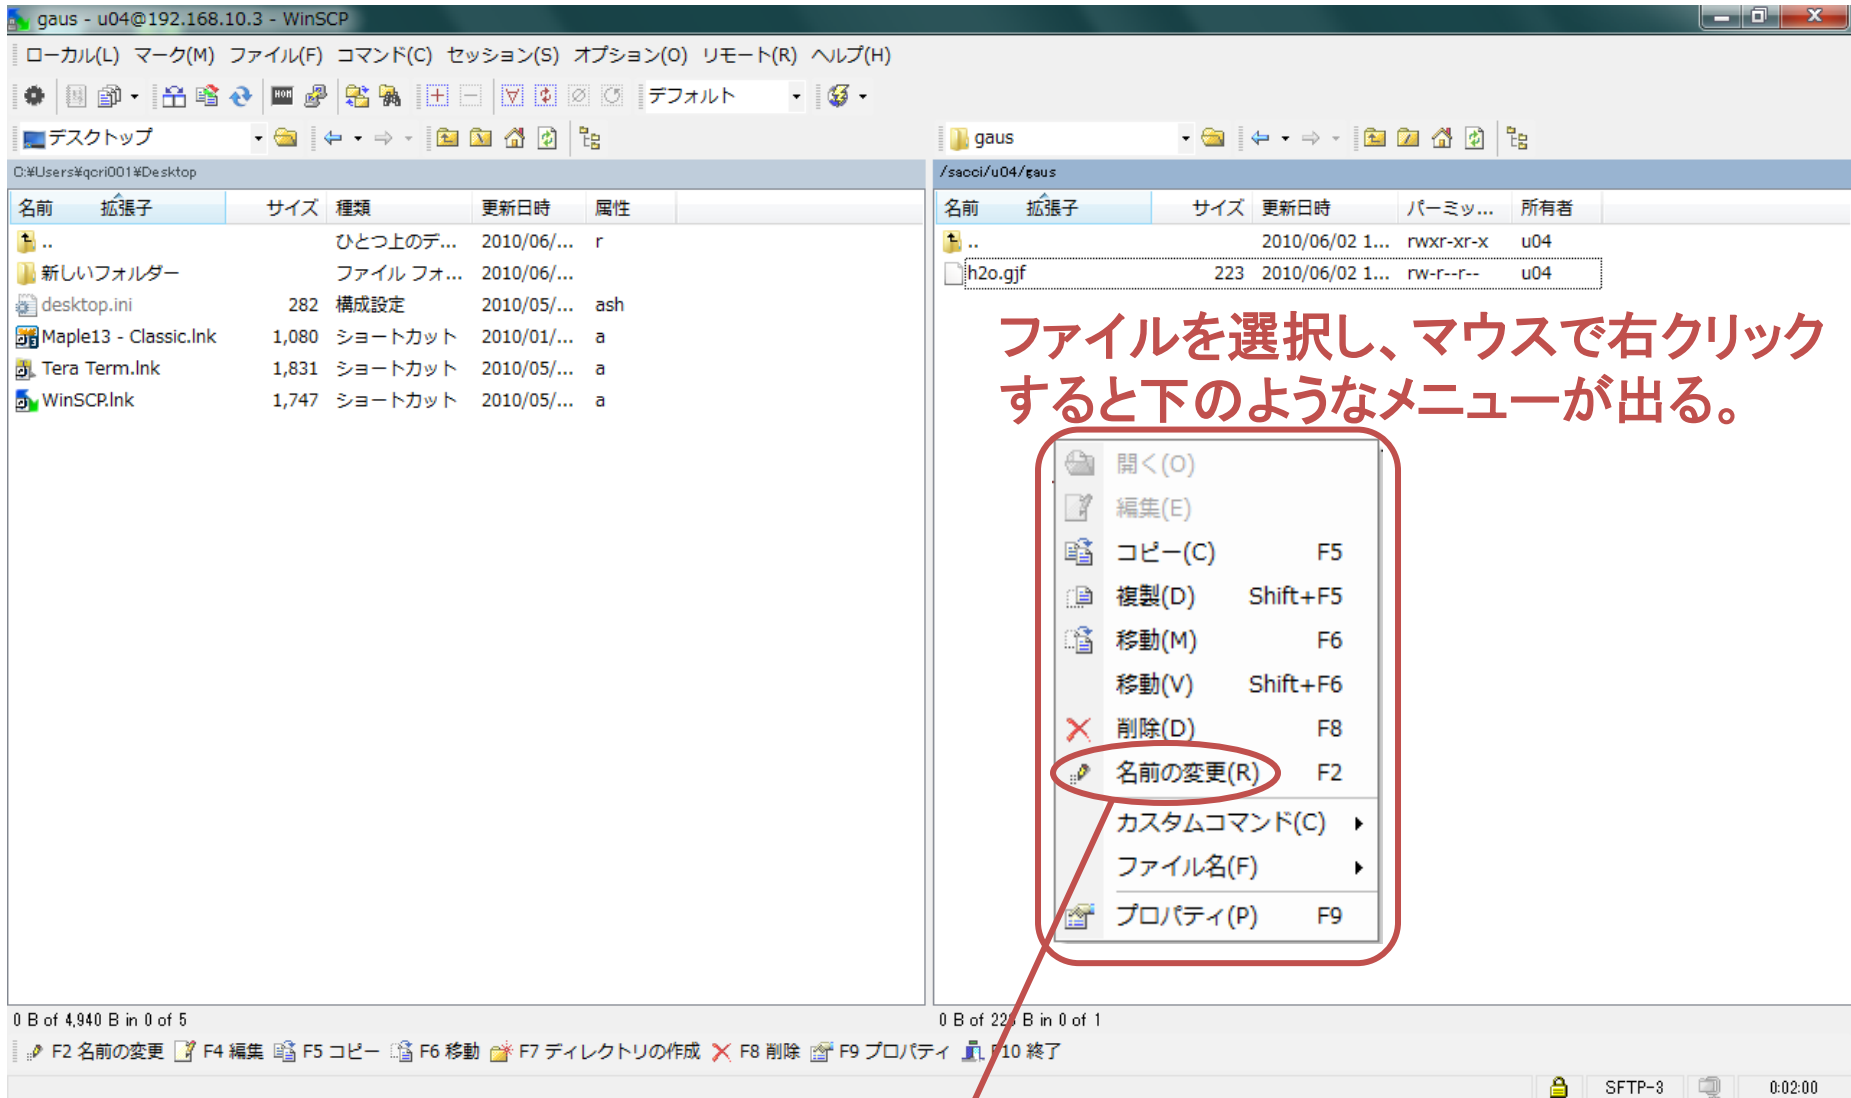 gaus - u04@192.168.10.3 - WinSCP
ローカル(L) マーク(M) ファイル(F) コマンド(C) セッション(S) オプション(O) リモート(R) ヘルプ(H)
デフォルト
デスクトップ
gaus
C:¥Users¥qcri001¥Desktop
/sacci/u04/gaus
名前 拡張子 サイズ 種類 更新日時 属性
名前 拡張子 サイズ 更新日時 パーミッ... 所有者
.. ひとつ上のデ... 2010/06/... r
新しいフォルダー ファイル フォ... 2010/06/...
desktop.ini 282 構成設定 2010/05/... ash
Maple13 - Classic.lnk 1,080 ショートカット 2010/01/... a
Tera Term.lnk 1,831 ショートカット 2010/05/... a
WinSCP.lnk 1,747 ショートカット 2010/05/... a
.. 2010/06/02 1... rwxr-xr-x u04
h2o.gjf 223 2010/06/02 1... rw-r--r-- u04
ファイルを選択し、マウスで右クリック
すると下のようなメニューが出る。
開く(O)
編集(E)
コピー(C) F5
複製(D) Shift+F5
移動(M) F6
移動(V) Shift+F6
削除(D) F8
名前の変更(R) F2
カスタムコマンド(C)
ファイル名(F)
プロパティ(P) F9
0 B of 4,940 B in 0 of 5
0 B of 223 B in 0 of 1
F2 名前の変更 F4 編集 F5 コピー F6 移動 F7 ディレクトリの作成 F8 削除 F9 プロパティ F10 終了
SFTP-3 0:02:00